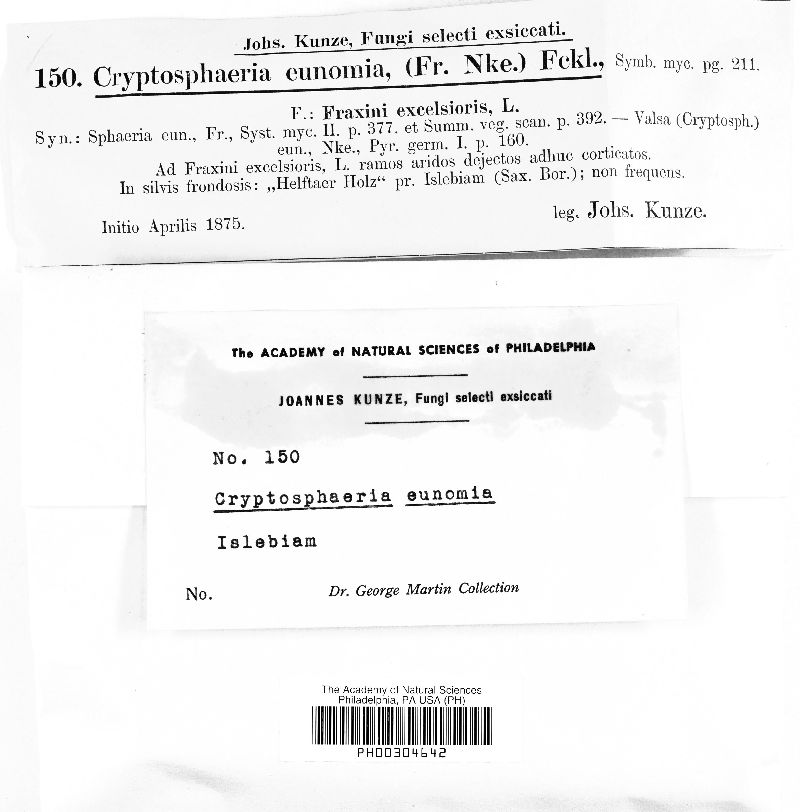 Johs. Kunze, Fungi selecti exsiccati.
150. Cryptosphaeria eunomia, (Fr. Nke.) Fckl., Symb. myc. pg. 211.
F.: Fraxini excelsioris, L.
Syn.: Sphaeria eun., Fr., Syst. myc. II. p. 377. et Summ. veg. scan. p. 392. — Valsa (Cryptosph.)
eun., Nke., Pyr. germ. I. p. 160.
Ad Fraxini excelsioris, L. ramos aridos dejectos adhuc corticatos.
In silvis frondosis: „Helftaer Holz“ pr. Islebiam (Sax. Bor.); non frequens.
Initio Aprilis 1875.
leg. Johs. Kunze.
The ACADEMY of NATURAL SCIENCES of PHILADELPHIA
JOANNES KUNZE, Fungi selecti exsiccati
No. 150
Cryptosphaeria eunomia
Islebiam
No.
Dr. George Martin Collection
The Academy of Natural Sciences
Philadelphia, PA USA (PH)
PH00304642